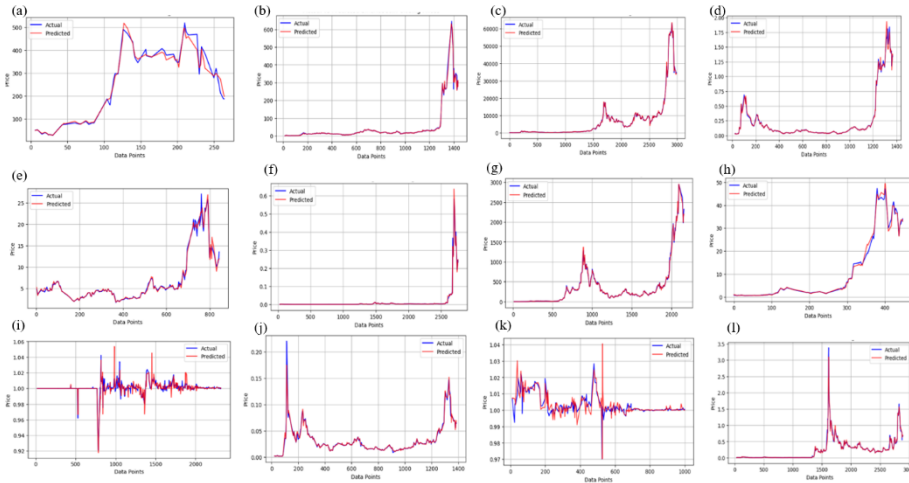 (a)
Actual
Predicted
500
400
300
200
100
Price
0 50 100 150 200 250
Data Points
(b)
Actual
Predicted
600
500
400
300
200
100
0
Price
0 200 400 600 800 1000 1200 1400
Data Points
(c)
Actual
Predicted
60000
50000
40000
30000
20000
10000
0
Price
0 500 1000 1500 2000 2500 3000
Data Points
(d)
Actual
Predicted
2.00
1.75
1.50
1.25
1.00
0.75
0.50
0.25
0.00
Price
0 200 400 600 800 1000 1200 1400
Data Points
(e)
Actual
Predicted
25
20
15
10
5
Price
0 200 400 600 800
Data Points
(f)
Actual
Predicted
0.6
0.5
0.4
0.3
0.2
0.1
0.0
Price
0 500 1000 1500 2000 2500
Data Points
(g)
Actual
Predicted
3000
2500
2000
1500
1000
500
0
Price
0 500 1000 1500 2000
Data Points
(h)
Actual
Predicted
50
40
30
20
10
0
Price
0 100 200 300 400
Data Points
(i)
Actual
Predicted
1.06
1.04
1.02
1.00
0.98
0.96
0.94
0.92
Price
0 500 1000 1500 2000
Data Points
(j)
Actual
Predicted
0.20
0.15
0.10
0.05
0.00
Price
0 200 400 600 800 1000 1200 1400
Data Points
(k)
Actual
Predicted
1.04
1.03
1.02
1.01
1.00
0.99
0.98
0.97
Price
0 200 400 600 800 1000
Data Points
(l)
Actual
Predicted
3.5
3.0
2.5
2.0
1.5
1.0
0.5
0.0
Price
0 500 1000 1500 2000 2500 3000
Data Points